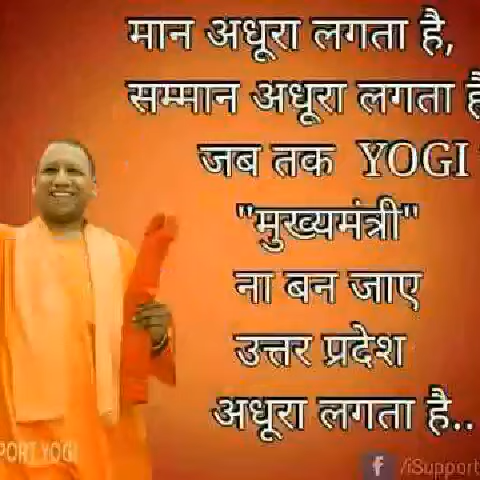 मान अधूरा लगता है,
सम्मान अधूरा लगता है
जब तक YOGI
"मुख्यमंत्री"
ना बन जाए
उत्तर प्रदेश
अधूरा लगता है..
PORT YOGI
f /iSupport